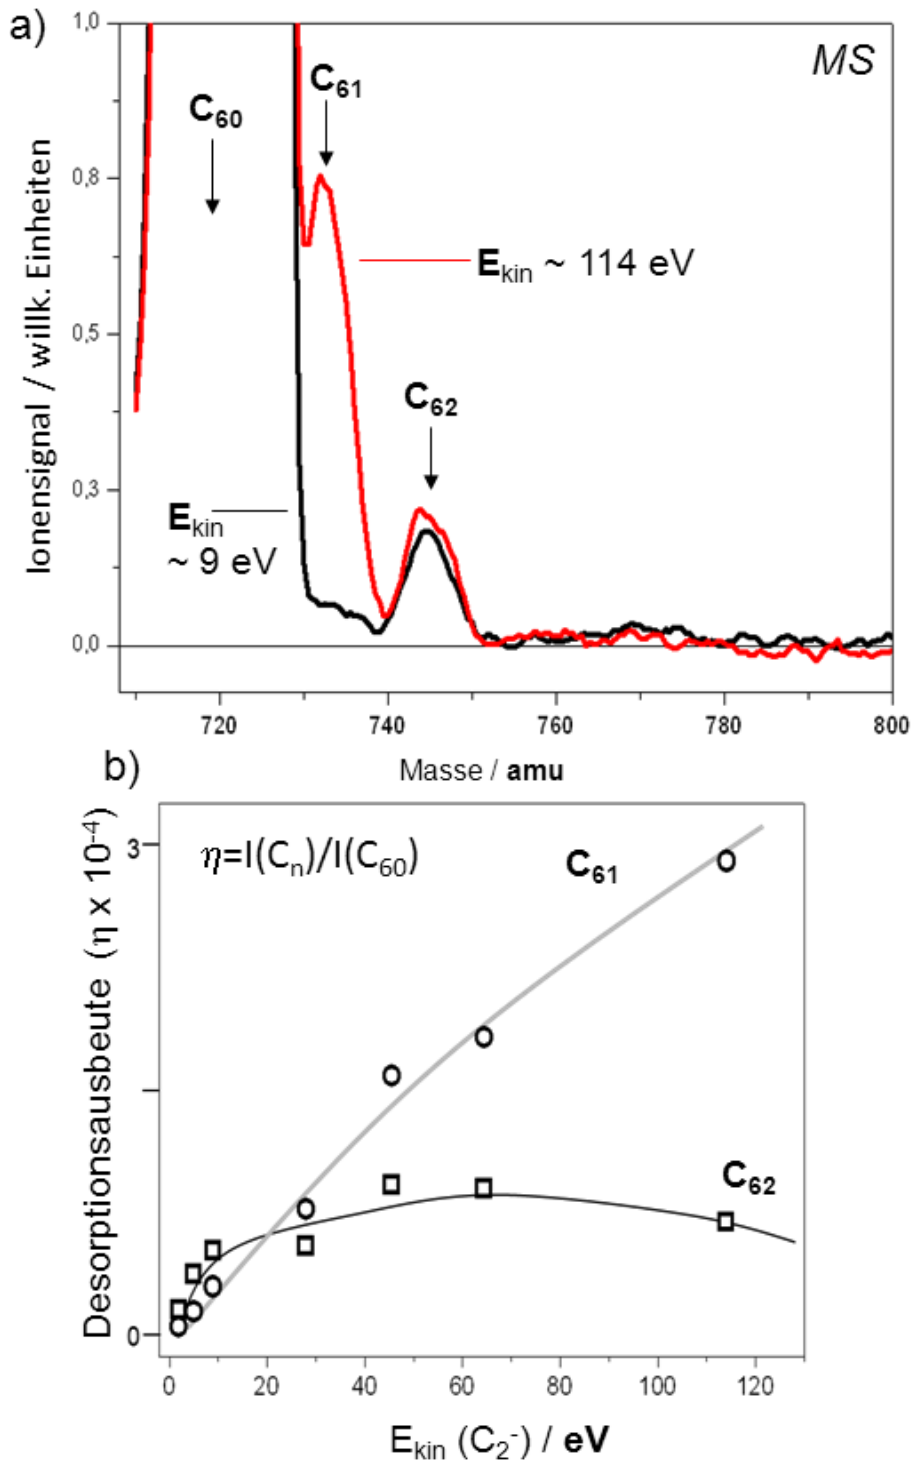 a)
1,0
0,8
0,5
0,3
0,0
Ionensignal / willk. Einheiten
MS
C60
C61
Ekin ~ 114 eV
C62
Ekin
~ 9 eV
720
740
760
780
800
Masse / amu
b)
3
0
Desorptionsausbeute (η x 10-4)
η=I(Cn)/I(C60)
C61
C62
0
20
40
60
80
100
120
Ekin (C2-) / eV